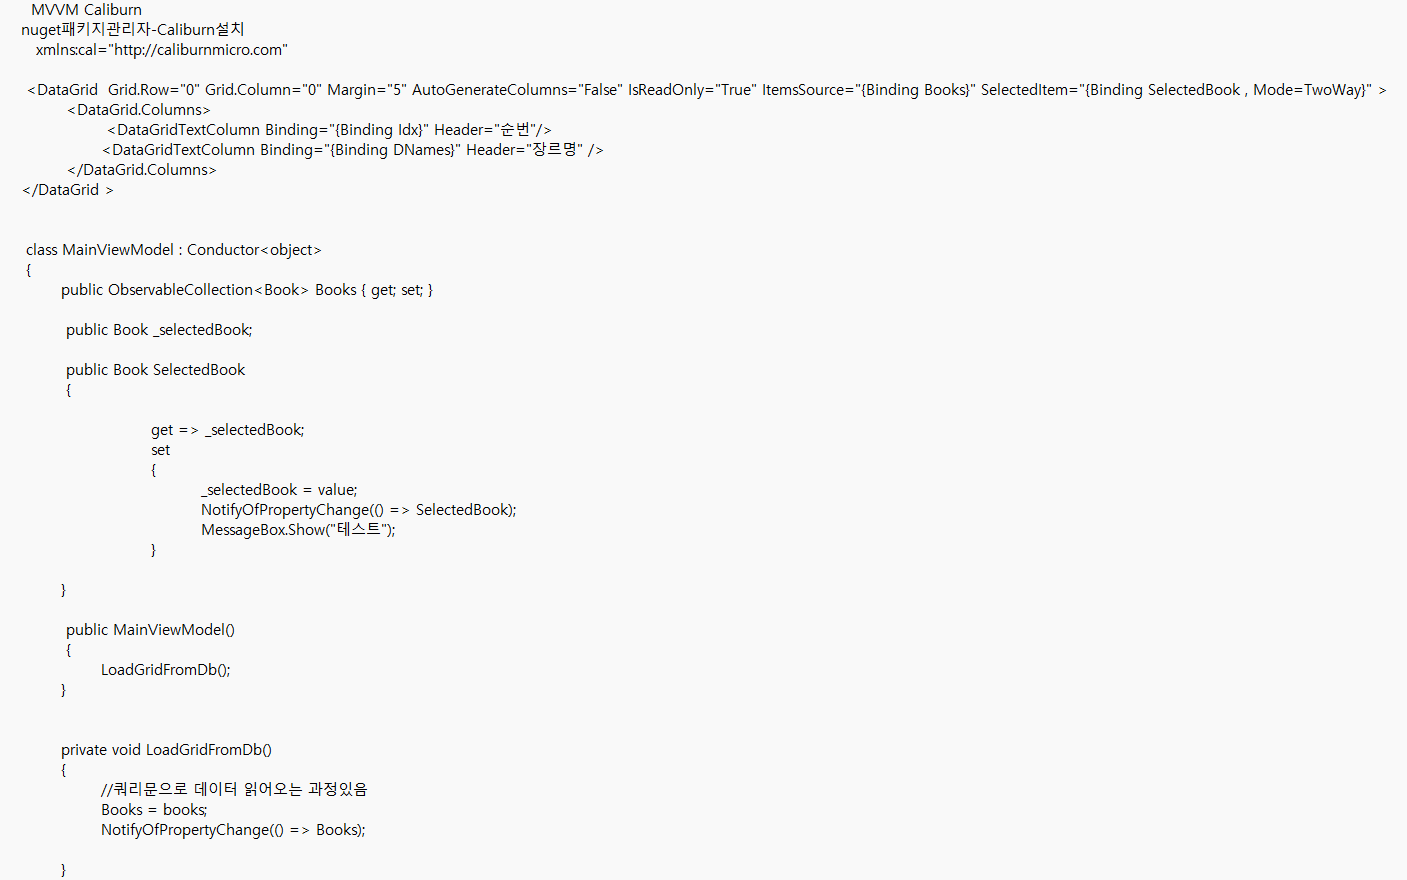 MVVM Caliburn
nuget패키지관리자-Caliburn설치
xmlns:cal="http://caliburnmicro.com"
<DataGrid  Grid.Row="0" Grid.Column="0" Margin="5" AutoGenerateColumns="False" IsReadOnly="True" ItemsSource="{Binding Books}" SelectedItem="{Binding SelectedBook , Mode=TwoWay}" >
<DataGrid.Columns>
<DataGridTextColumn Binding="{Binding Idx}" Header="순번"/>
<DataGridTextColumn Binding="{Binding DNames}" Header="장르명" />
</DataGrid.Columns>
</DataGrid >
class MainViewModel : Conductor<object>
{
public ObservableCollection<Book> Books { get; set; }
public Book _selectedBook;
public Book SelectedBook
{
get => _selectedBook;
set
{
_selectedBook = value;
NotifyOfPropertyChange(() => SelectedBook);
MessageBox.Show("테스트");
}
}
public MainViewModel()
{
LoadGridFromDb();
}
private void LoadGridFromDb()
{
//쿼리문으로 데이터 읽어오는 과정있음
Books = books;
NotifyOfPropertyChange(() => Books);
}